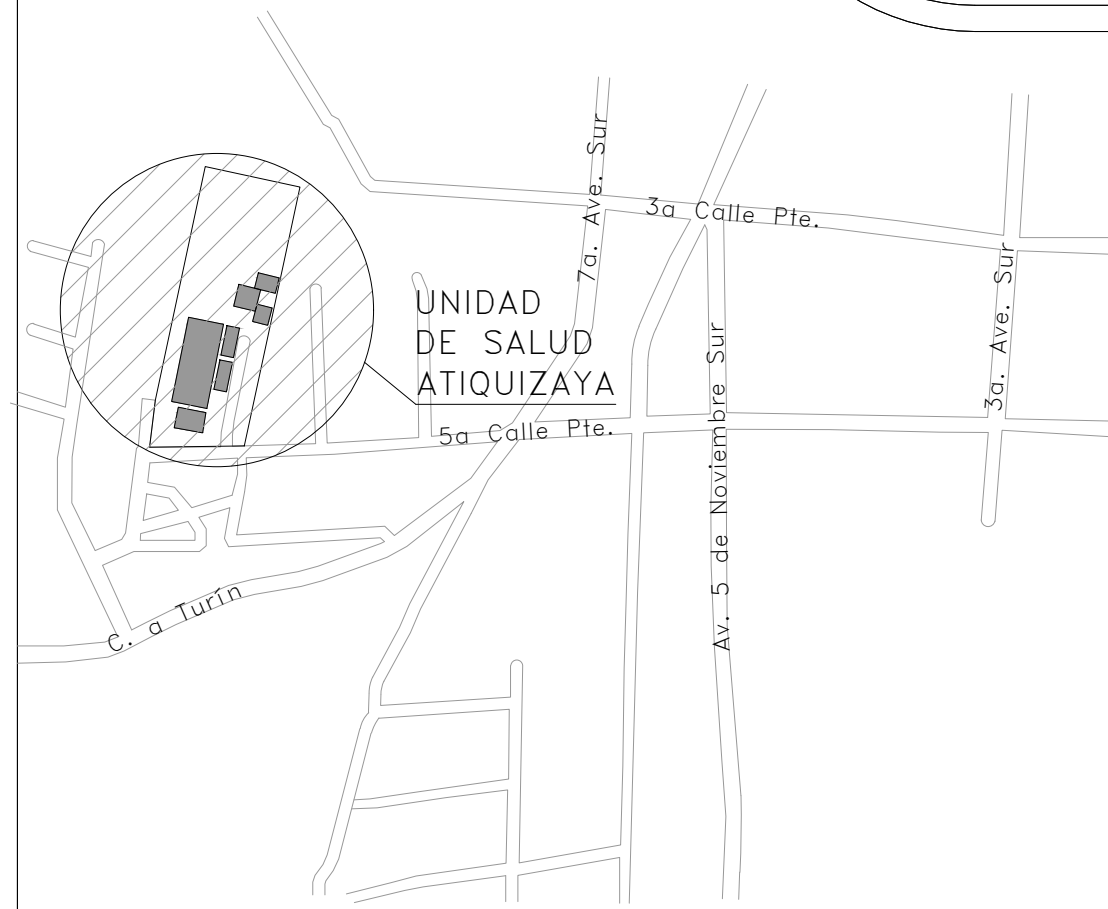 7a. Ave. Sur
3a Calle Pte.
3a. Ave. Sur
UNIDAD
DE SALUD
ATIQUIZAYA
5a Calle Pte.
Av. 5 de Noviembre Sur
C. a Turín